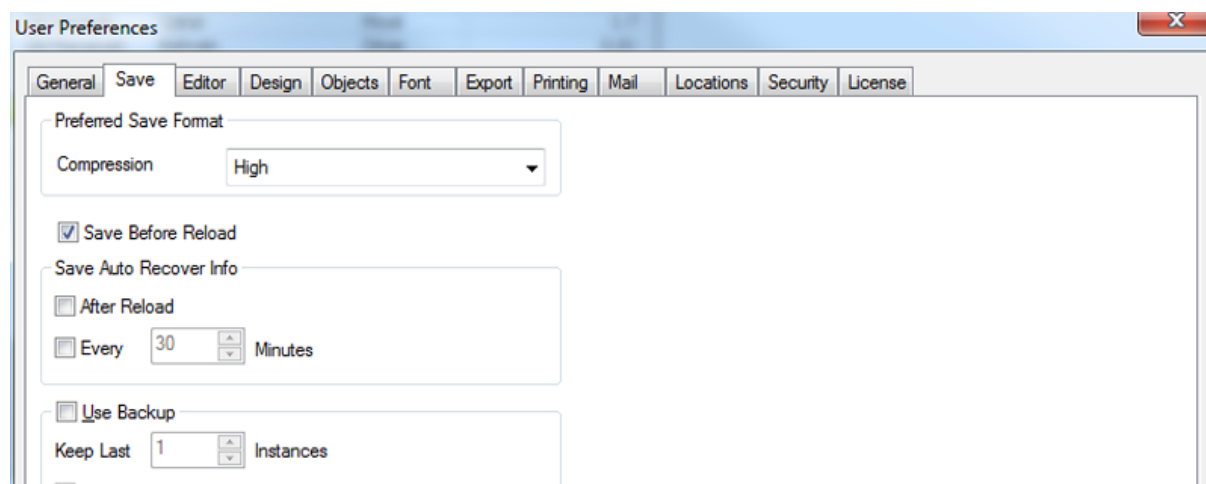 User Preferences
General Save Editor Design Objects Font Export Printing Mail Locations Security License
Preferred Save Format
Compression High
Save Before Reload
Save Auto Recover Info
After Reload
Every 30 Minutes
Use Backup
Keep Last 1 Instances